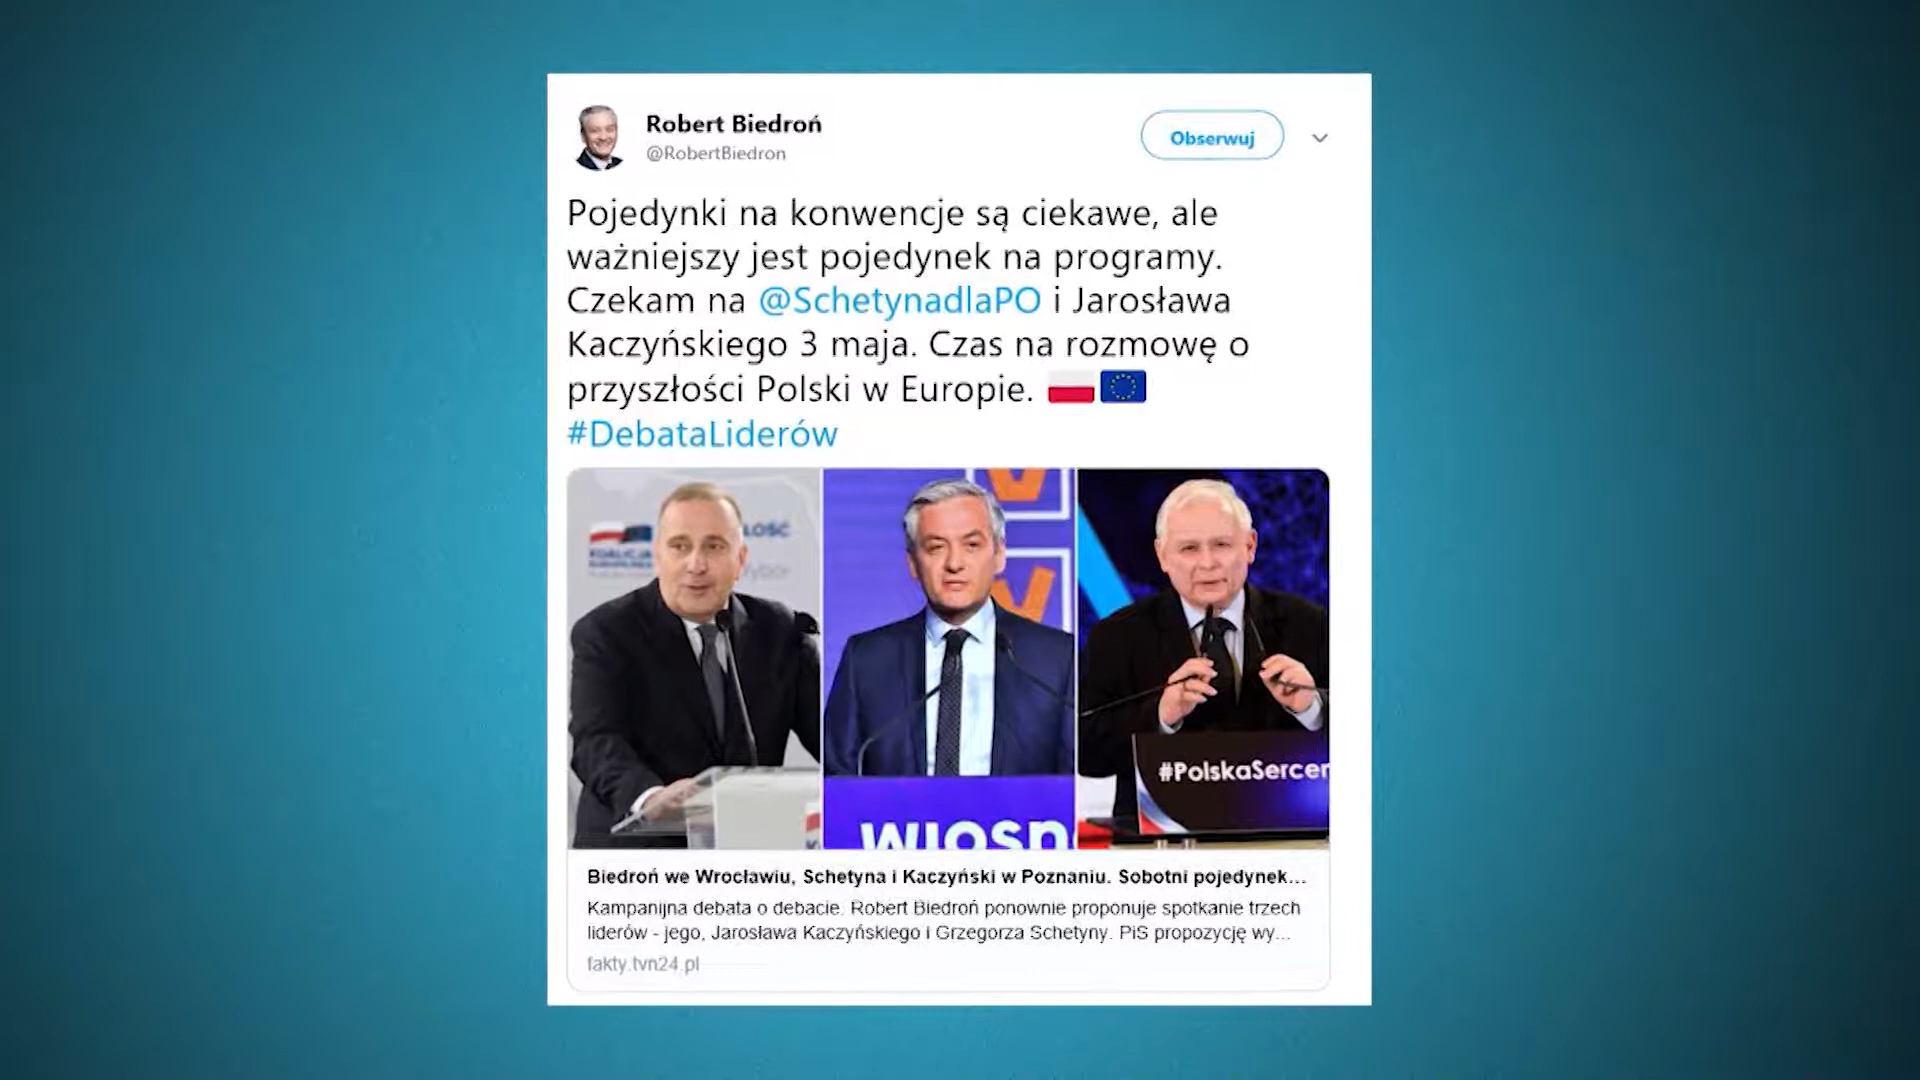 Robert Biedroń
@RobertBiedron
Obserwuj
Pojedynki na konwencje są ciekawe, ale
ważniejszy jest pojedynek na programy.
Czekam na @SchetynadlaPO i Jarosława
Kaczyńskiego 3 maja. Czas na rozmowę o
przyszłości Polski w Europie.
#DebataLiderów
KOALICJA
#PolskaSercem
wiosn
Biedroń we Wrocławiu, Schetyna i Kaczyński w Poznaniu. Sobotni pojedynek...
Kampanijna debata o debacie. Robert Biedroń ponownie proponuje spotkanie trzech
liderów - jego, Jarosława Kaczyńskiego i Grzegorza Schetyny. PiS propozycję wy...
fakty.tvn24.pl